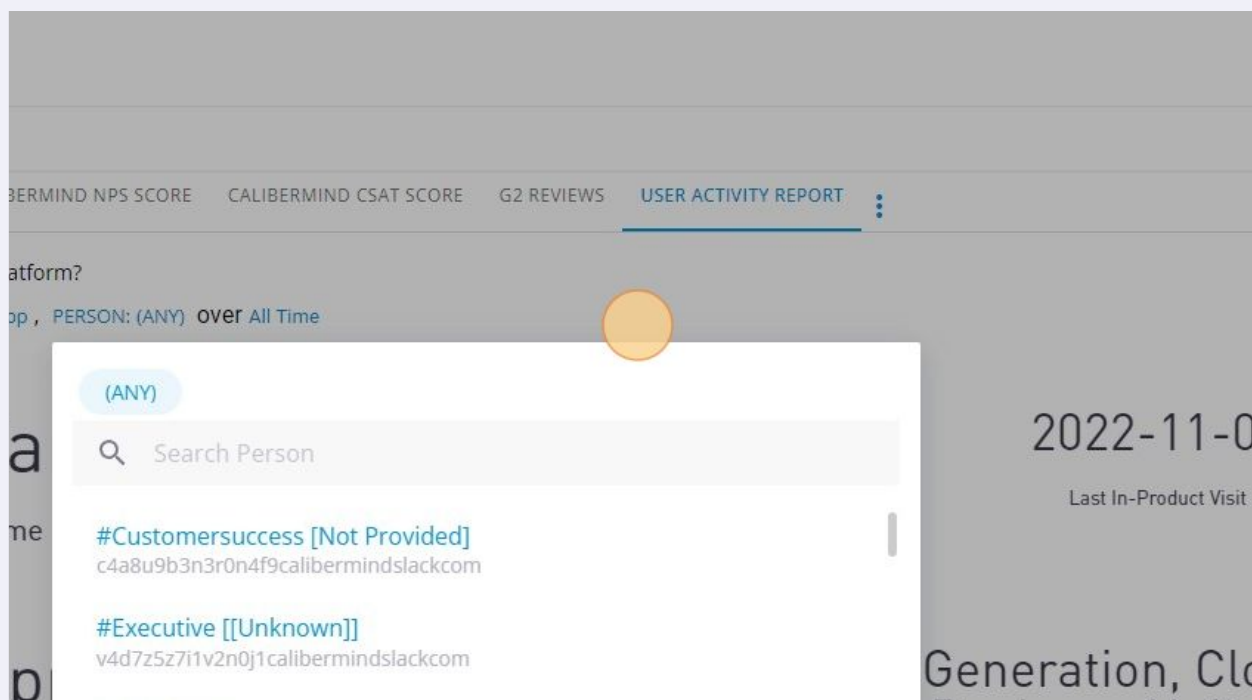 BERMIND NPS SCORE CALIBERMIND CSAT SCORE G2 REVIEWS USER ACTIVITY REPORT
atform?
op , PERSON: (ANY) over All Time
(ANY)
a
2022-11-0
Search Person
Last In-Product Visit
me
#Customersuccess [Not Provided]
c4a8u9b3n3r0n4f9calibermindslackcom
#Executive [[Unknown]]
v4d7z5z7i1v2n0j1calibermindslackcom
Generation, Clo